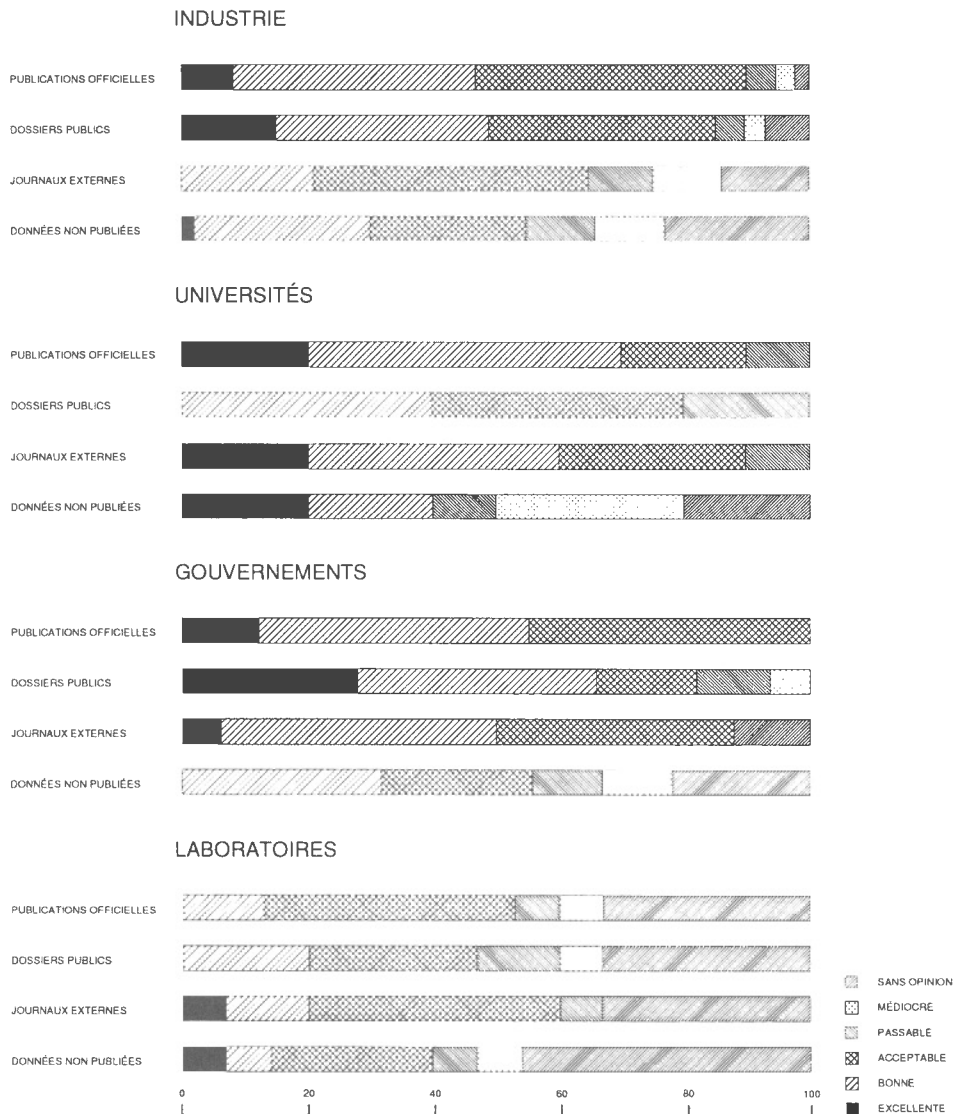 INDUSTRIE
PUBLICATIONS OFFICIELLES
DOSSIERS PUBLICS
JOURNAUX EXTERNES
DONNÉES NON PUBLIÉES
UNIVERSITÉS
PUBLICATIONS OFFICIELLES
DOSSIERS PUBLICS
JOURNAUX EXTERNES
DONNÉES NON PUBLIÉES
GOUVERNEMENTS
PUBLICATIONS OFFICIELLES
DOSSIERS PUBLICS
JOURNAUX EXTERNES
DONNÉES NON PUBLIÉES
LABORATOIRES
PUBLICATIONS OFFICIELLES
DOSSIERS PUBLICS
JOURNAUX EXTERNES
DONNÉES NON PUBLIÉES
0 20 40 60 80 100
SANS OPINION
MÉDIOCRE
PASSABLE
ACCEPTABLE
BONNE
EXCELLENTE